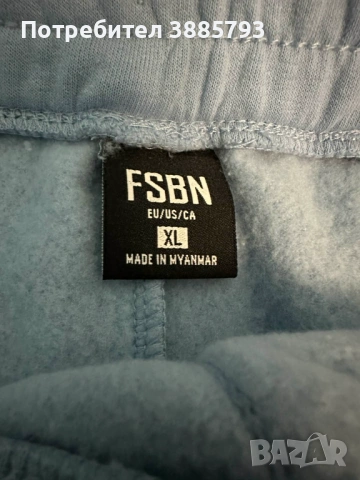 Потребител 3885793
FSBN
EU/US/CA
XL
MADE IN MYANMAR
BAZAR